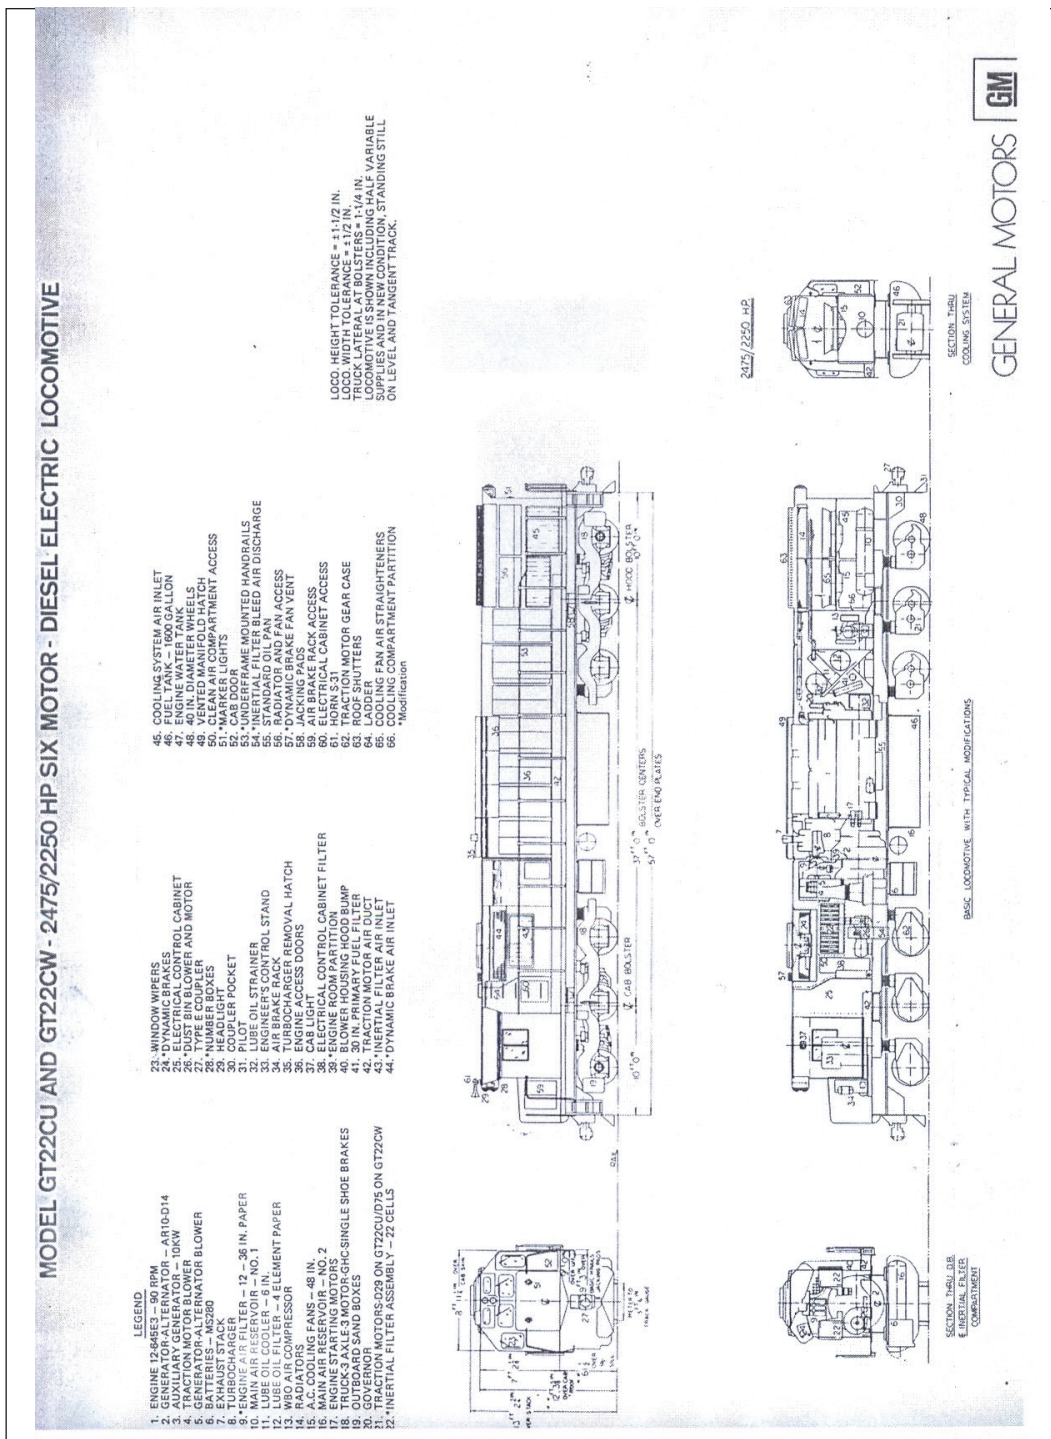 MODEL GT22CU AND GT22CW - 2475/2250 HP SIX MOTOR - DIESEL ELECTRIC LOCOMOTIVE
LEGEND
1. ENGINE 12-645E3 – 90 RPM
2. GENERATOR-ALTERNATOR – AR10-D14
3. AUXILIARY GENERATOR – 10KW
4. TRACTION MOTOR BLOWER
5. GENERATOR-ALTERNATOR BLOWER
6. BATTERIES – MS280
7. EXHAUST STACK
8. TURBOCHARGER
9.*ENGINE AIR FILTER – 12 – 36 IN. PAPER
10. MAIN AIR RESERVOIR – NO. 1
11. LUBE OIL COOLER – 6 IN.
12. LUBE OIL FILTER – 4 ELEMENT PAPER
13. WBO AIR COMPRESSOR
14. RADIATORS
15. A.C. COOLING FANS – 48 IN.
16. MAIN AIR RESERVOIR – NO. 2
17. ENGINE STARTING MOTORS
18. TRUCK-3 AXLE-3 MOTOR-GHC-SINGLE SHOE BRAKES
19. OUTBOARD SAND BOXES
20. GOVERNOR
21. TRACTION MOTORS-D29 ON GT22CU/D75 ON GT22CW
22.*INERTIAL FILTER ASSEMBLY – 22 CELLS
23. WINDOW WIPERS
24.*DYNAMIC BRAKES
25. ELECTRICAL CONTROL CABINET
26.*DUST BIN BLOWER AND MOTOR
27. TYPE E COUPLER
28.*NUMBER BOXES
29. HEADLIGHT
30. COUPLER POCKET
31. PILOT
32. LUBE OIL STRAINER
33. ENGINEER'S CONTROL STAND
34. AIR BRAKE RACK
35. TURBOCHARGER REMOVAL HATCH
36. ENGINE ACCESS DOORS
37. CAB LIGHT
38. ELECTRICAL CONTROL CABINET FILTER
39.*ENGINE ROOM PARTITION
40. BLOWER HOUSING HOOD BUMP
41. 30 IN. PRIMARY FUEL FILTER
42. TRACTION MOTOR AIR DUCT
43.*INERTIAL FILTER AIR INLET
44.*DYNAMIC BRAKE AIR INLET
45. COOLING SYSTEM AIR INLET
46. FUEL TANK – 1600 GALLON
47. ENGINE WATER TANK
48. 40 IN. DIAMETER WHEELS
49. VENTED MANIFOLD HATCH
50. CLEAN AIR COMPARTMENT ACCESS
51.*MARKER LIGHTS
52. CAB DOOR
53.*UNDERFRAME MOUNTED HANDRAILS
54.*INERTIAL FILTER BLEED AIR DISCHARGE
55. STANDARD OIL PAN
56. RADIATOR AND FAN ACCESS
57.*DYNAMIC BRAKE FAN VENT
58. JACKING PADS
59. AIR BRAKE RACK ACCESS
60. ELECTRICAL CABINET ACCESS
61. HORN S-31
62. TRACTION MOTOR GEAR CASE
63. ROOF SHUTTERS
64. LADDER
65. COOLING FAN AIR STRAIGHTENERS
66. COOLING COMPARTMENT PARTITION
*Modification
LOCO. HEIGHT TOLERANCE = ±1-1/2 IN.
LOCO. WIDTH TOLERANCE = ±1/2 IN.
TRUCK LATERAL AT BOLSTERS = 1-1/4 IN.
LOCOMOTIVE IS SHOWN INCLUDING HALF VARIABLE
SUPPLIES AND IN NEW CONDITION, STANDING STILL
ON LEVEL AND TANGENT TRACK.
RAIL
10 FT 0 IN
℄ CAB BOLSTER
37 FT 0 IN BOLSTER CENTERS
OVER END PLATES
℄ HOOD BOLSTER
10 FT 0 IN
2475/2250 H.P.
SECTION THRU D.B.
& INERTIAL FILTER
COMPARTMENT
BASIC LOCOMOTIVE WITH TYPICAL MODIFICATIONS
SECTION THRU
COOLING SYSTEM
GENERAL MOTORS
GM